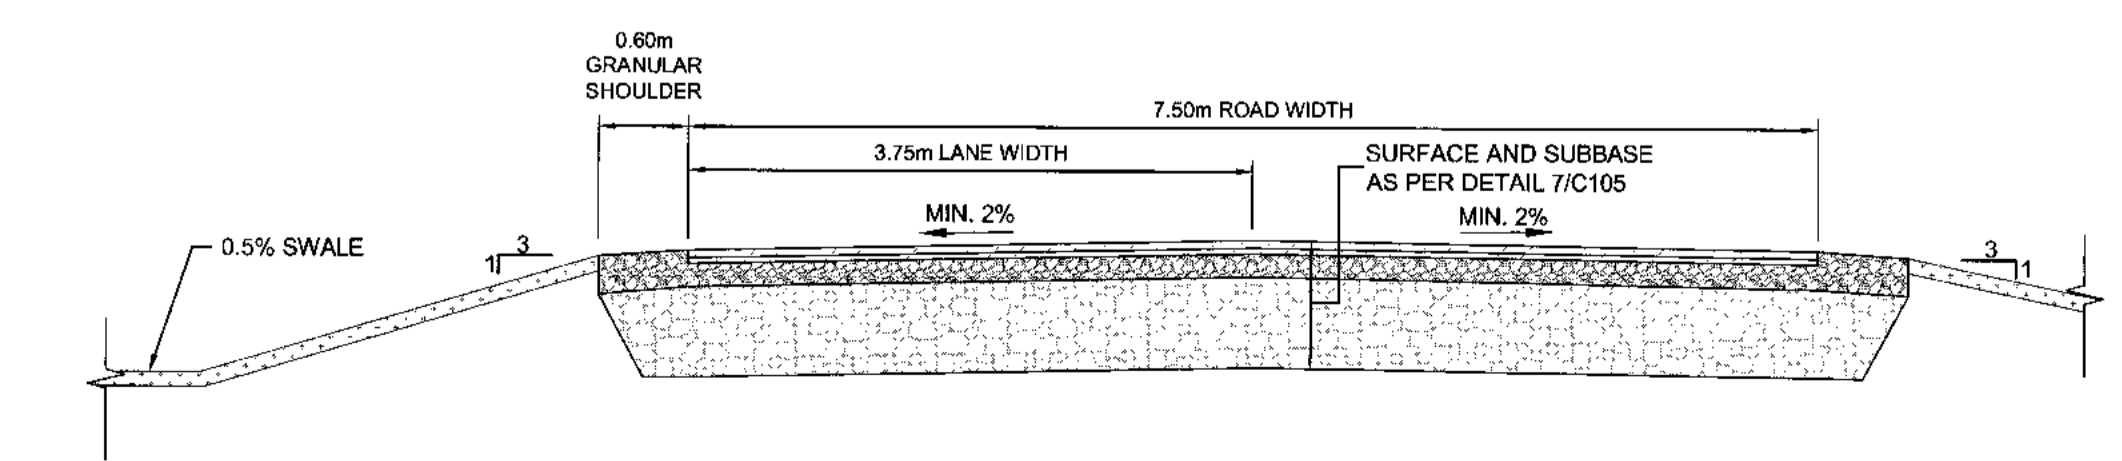 0.60m
GRANULAR
SHOULDER
7.50m ROAD WIDTH
3.75m LANE WIDTH
SURFACE AND SUBBASE
AS PER DETAIL 7/C105
MIN. 2%
MIN. 2%
0.5% SWALE
3
1
3
1